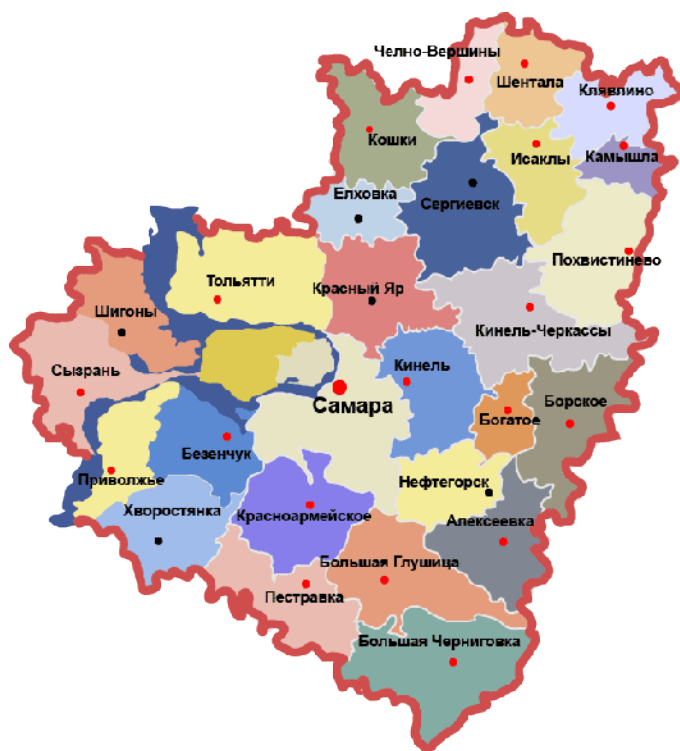 Челно-Вершины
Шентала
Клявлино
Кошки
Исаклы
Камышла
Елховка
Сергиевск
Похвистинево
Тольятти
Красный Яр
Шигоны
Кинель-Черкассы
Сызрань
Кинель
Самара
Богатое
Борское
Безенчук
Приволжье
Нефтегорск
Хворостянка
Красноармейское
Алексеевка
Большая Глушица
Пестравка
Большая Черниговка